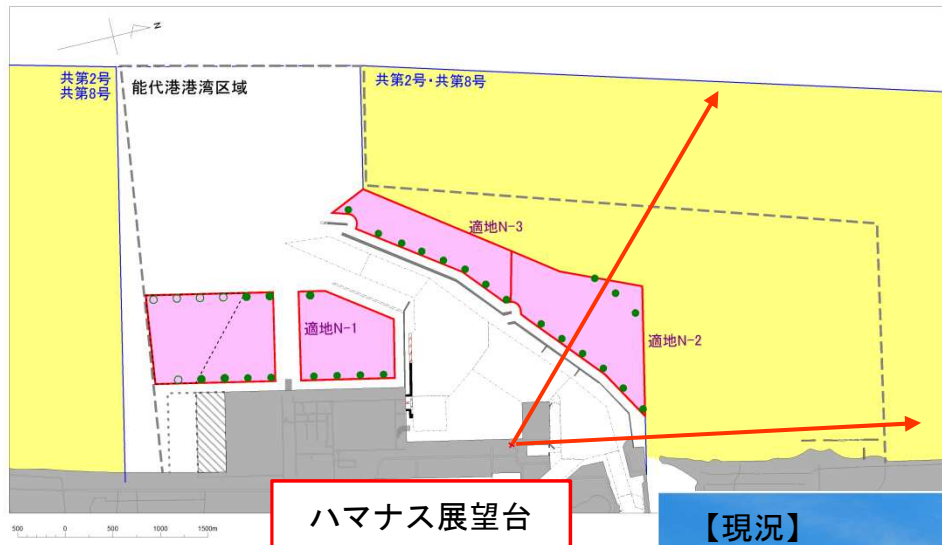 N
共第2号
共第8号
能代港港湾区域
共第2号・共第8号
適地N-3
適地N-1
適地N-2
500 0 500 1000 1500m
ハマナス展望台
【現況】